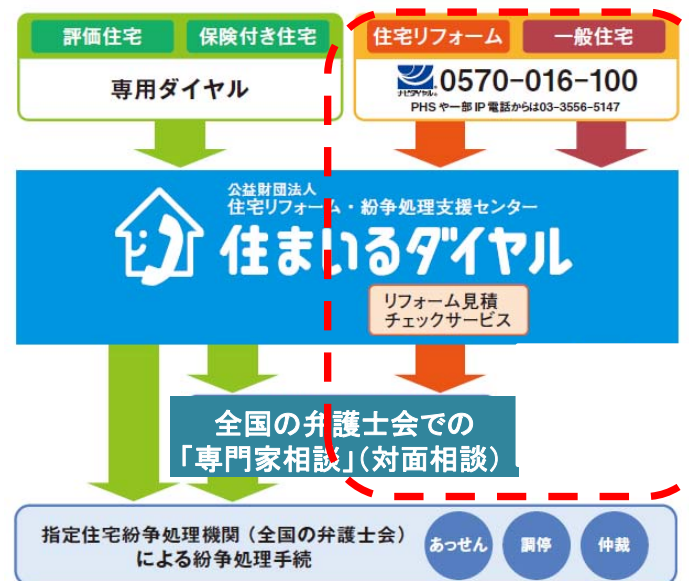 評価住宅
保険付き住宅
専用ダイヤル
住宅リフォーム
一般住宅
ナビダイヤル®
0570-016-100
PHSや一部IP電話からは03-3556-5147
公益財団法人
住宅リフォーム・紛争処理支援センター
住まいるダイヤル
リフォーム見積
チェックサービス
全国の弁護士会での
「専門家相談」(対面相談)
指定住宅紛争処理機関(全国の弁護士会)
による紛争処理手続
あっせん
調停
仲裁